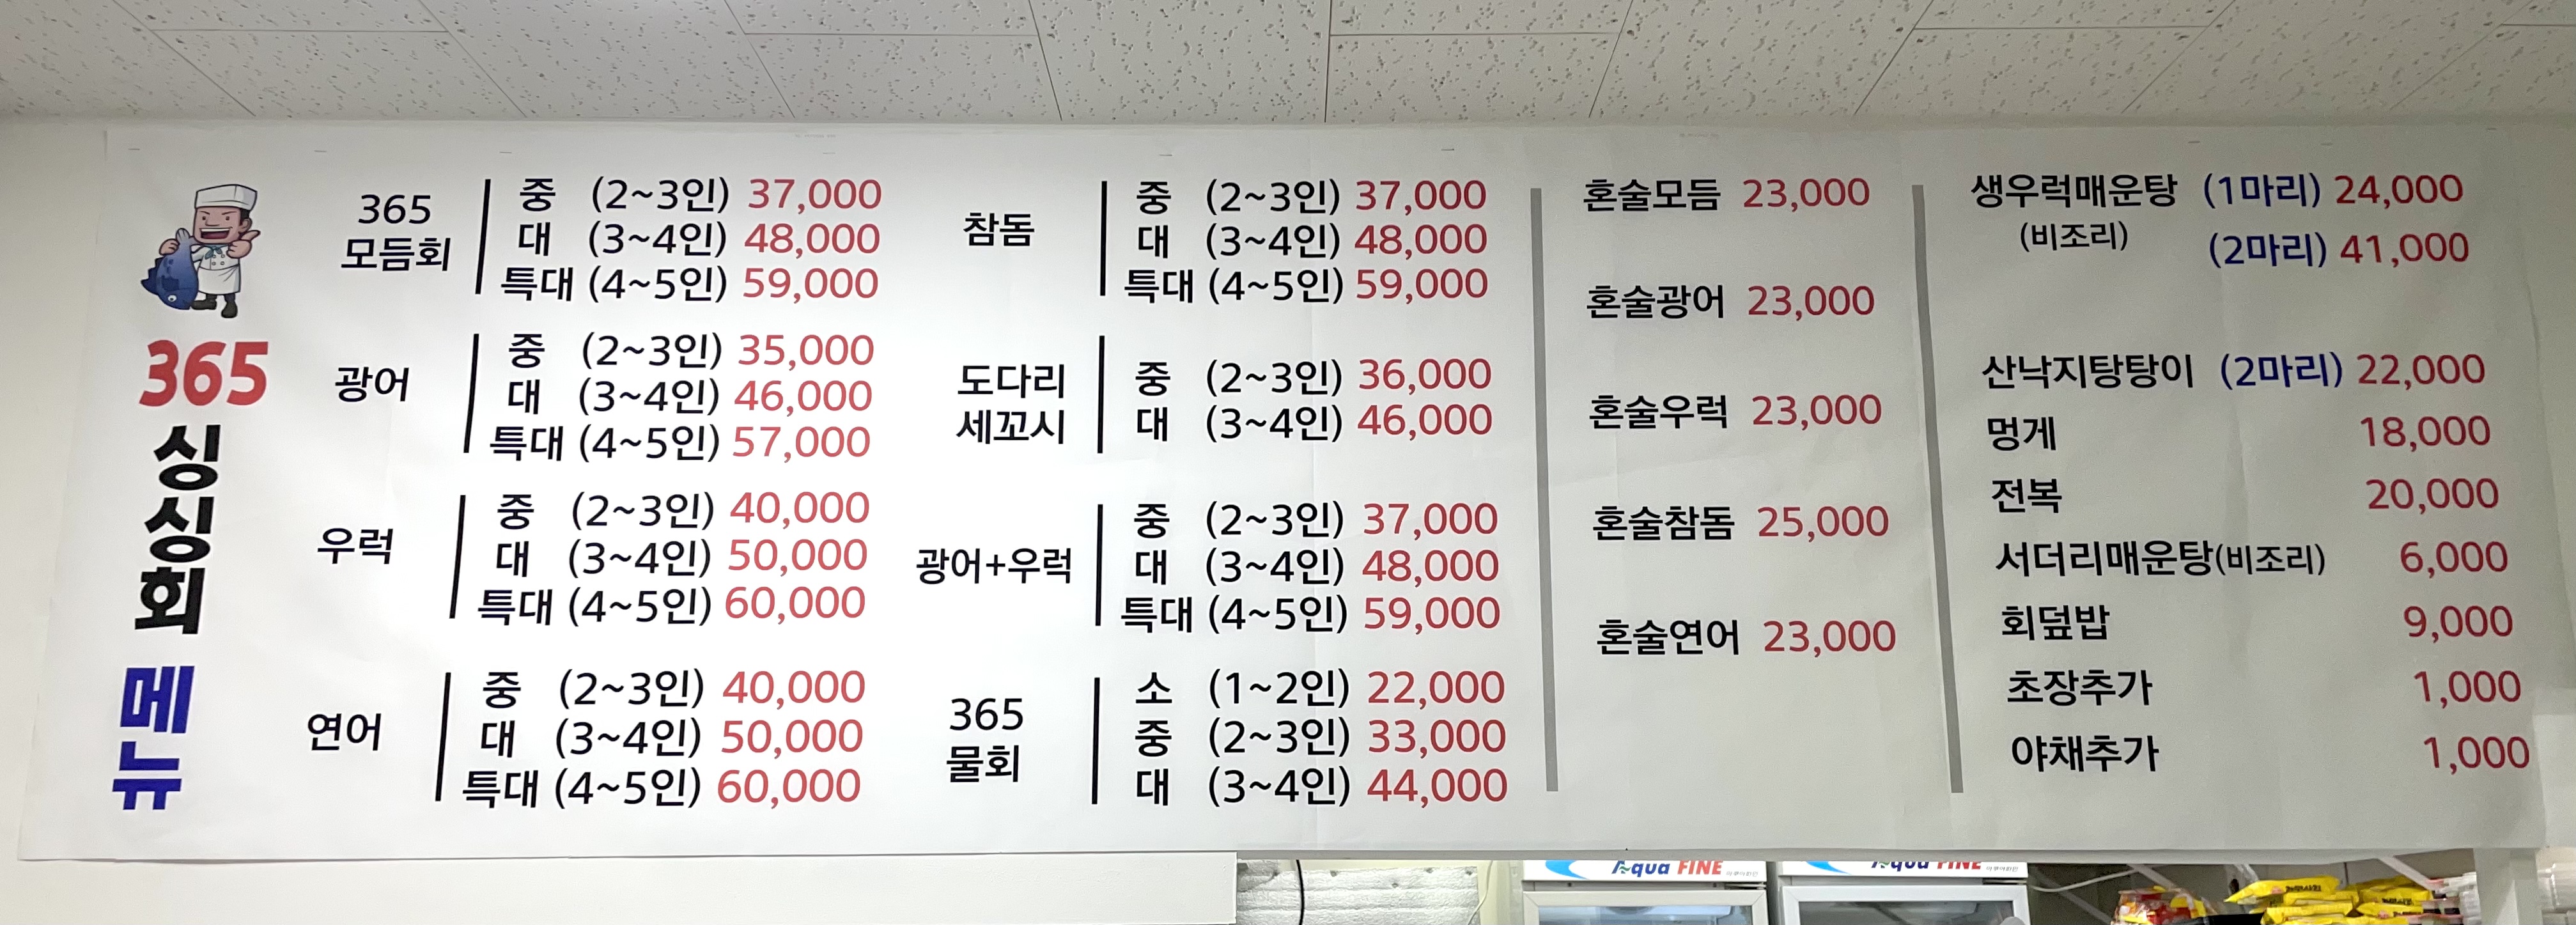 365
싱싱회
메뉴
365
모듬회
중 (2~3인) 37,000
대 (3~4인) 48,000
특대 (4~5인) 59,000
광어
중 (2~3인) 35,000
대 (3~4인) 46,000
특대 (4~5인) 57,000
우럭
중 (2~3인) 40,000
대 (3~4인) 50,000
특대 (4~5인) 60,000
연어
중 (2~3인) 40,000
대 (3~4인) 50,000
특대 (4~5인) 60,000
참돔
중 (2~3인) 37,000
대 (3~4인) 48,000
특대 (4~5인) 59,000
도다리
세꼬시
중 (2~3인) 36,000
대 (3~4인) 46,000
광어+우럭
중 (2~3인) 37,000
대 (3~4인) 48,000
특대 (4~5인) 59,000
365
물회
소 (1~2인) 22,000
중 (2~3인) 33,000
대 (3~4인) 44,000
혼술모듬 23,000
혼술광어 23,000
혼술우럭 23,000
혼술참돔 25,000
혼술연어 23,000
생우럭매운탕 (1마리) 24,000
(비조리) (2마리) 41,000
산낙지탕탕이 (2마리) 22,000
멍게 18,000
전복 20,000
서더리매운탕(비조리) 6,000
회덮밥 9,000
초장추가 1,000
야채추가 1,000
Aqua FINE
Aqua FINE